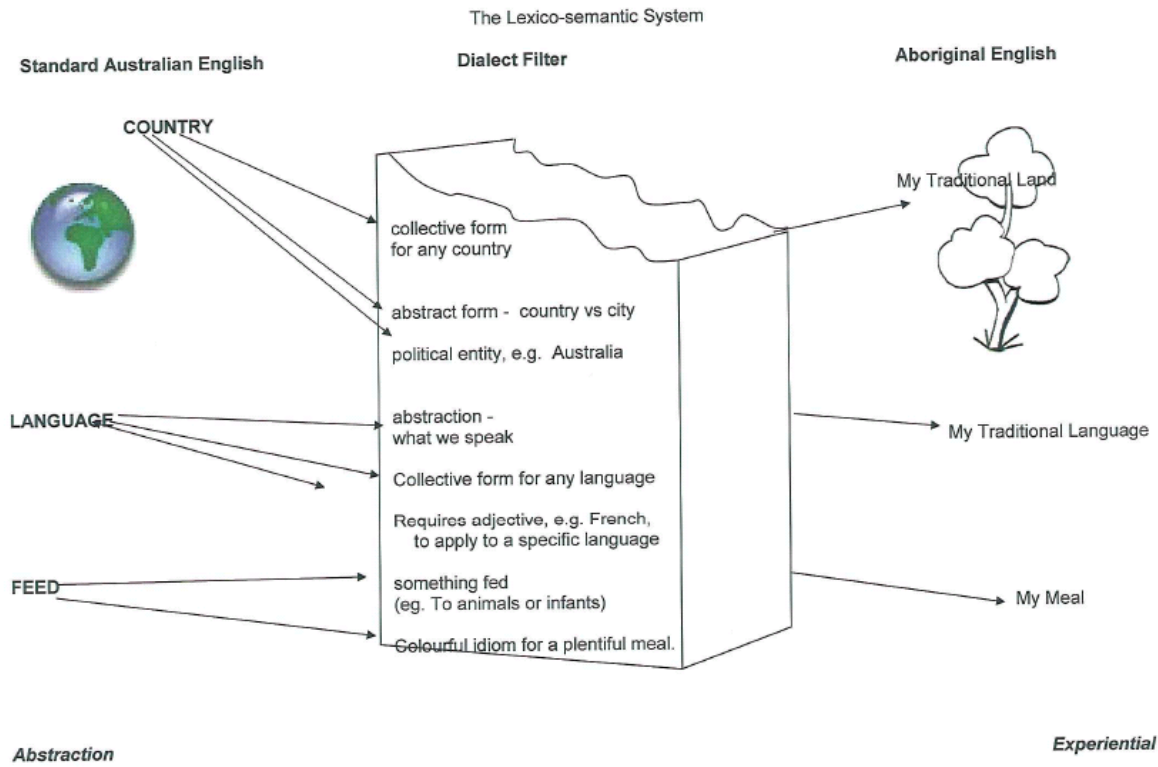 The Lexico-semantic System
Standard Australian English
Dialect Filter
Aboriginal English
COUNTRY
My Traditional Land
collective form
for any country
abstract form - country vs city
political entity, e.g. Australia
LANGUAGE
abstraction -
what we speak
My Traditional Language
Collective form for any language
Requires adjective, e.g. French,
to apply to a specific language
FEED
something fed
(eg. To animals or infants)
My Meal
Colourful idiom for a plentiful meal.
Abstraction
Experiential